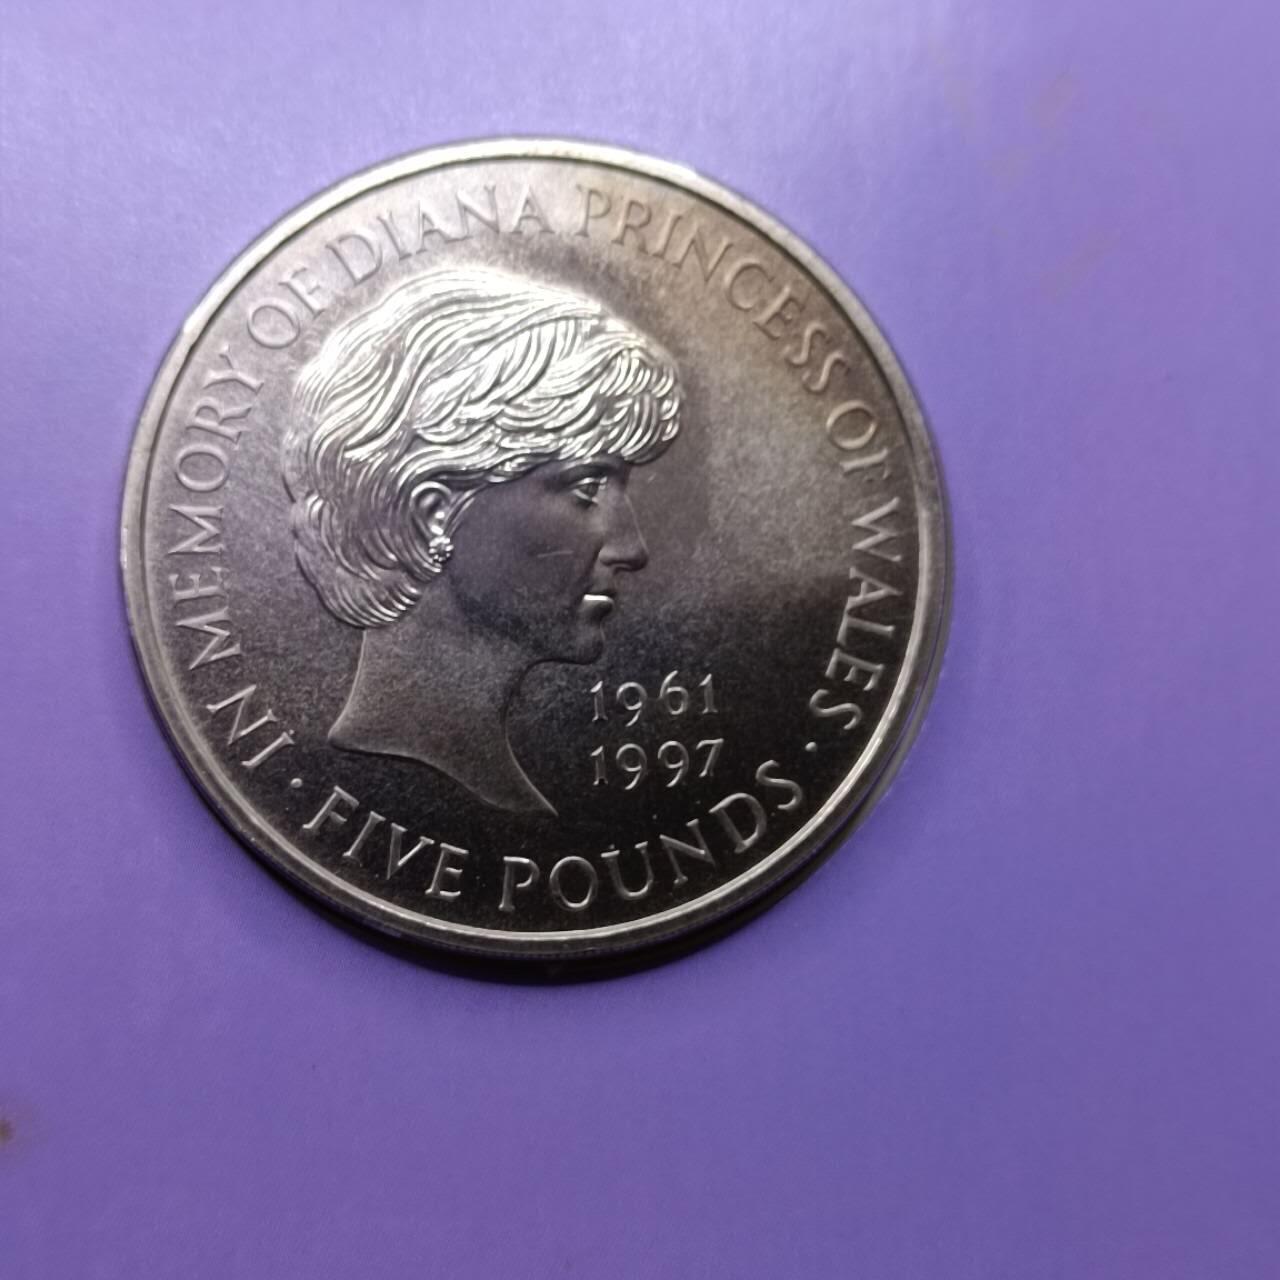 IN MEMORY OF DIANA PRINCESS OF WALES
1961
1997
· FIVE POUNDS ·